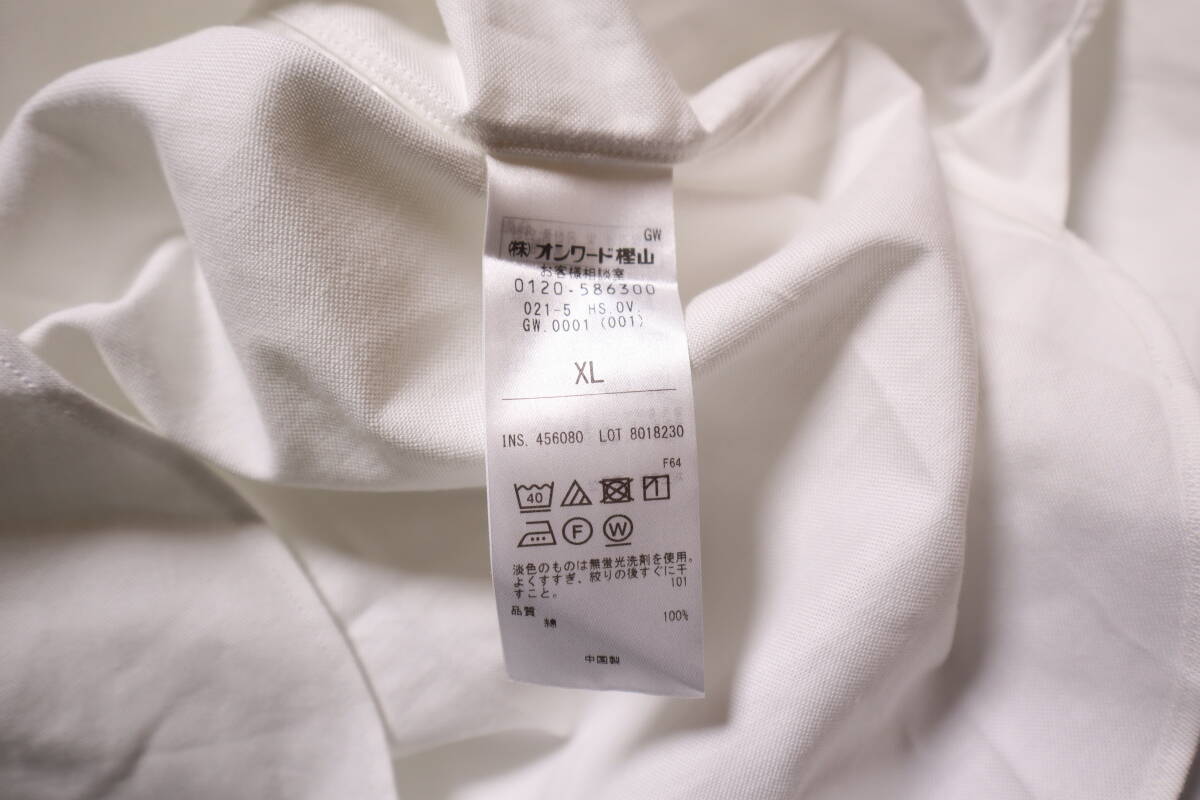 GW
(株)オンワード樫山
お客様相談室
0120-586300
021-5 HS.OV.
GW.0001 (001)
XL
INS. 456080 LOT 8018230
F64
40
F W
淡色のものは無蛍光洗剤を使用。
よくすすぎ、絞りの後すぐに干
すこと。 101
品質
綿 100%
中国製